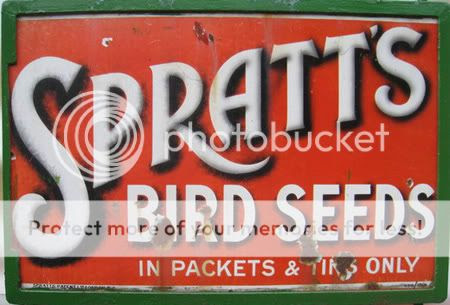 SPRATT'S
photobucket
BIRD SEEDS
Protect more of your memories for less!
IN PACKETS & TINS ONLY